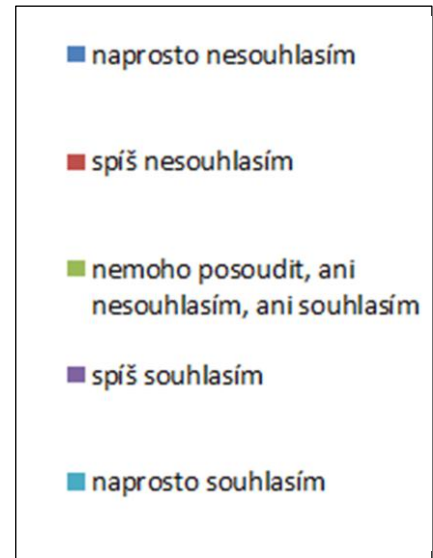 naprosto nesouhlasím
spíš nesouhlasím
nemoho posoudit, ani
nesouhlasím, ani souhlasím
spíš souhlasím
naprosto souhlasím